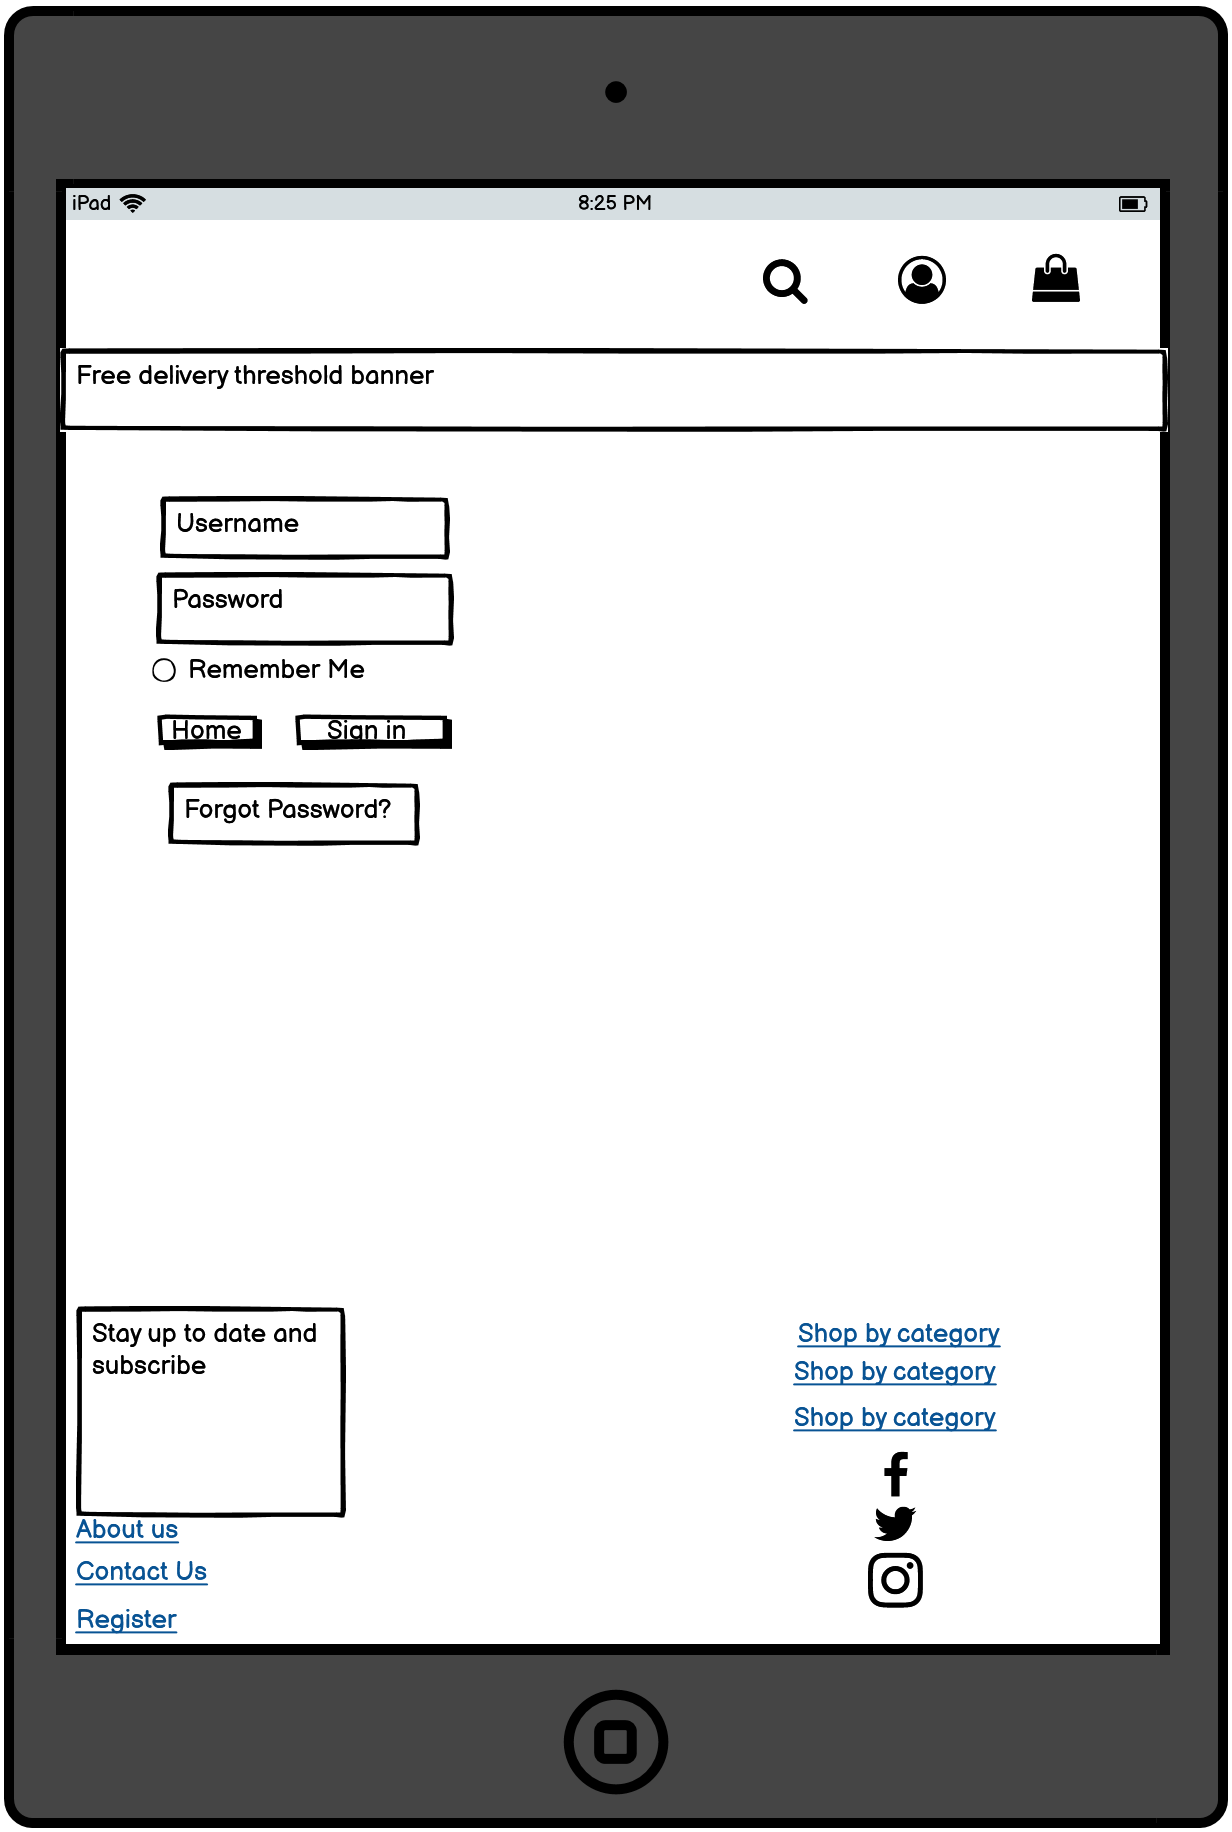 iPad
8:25 PM
Free delivery threshold banner
Username
Password
Remember Me
Home
Sign in
Forgot Password?
Stay up to date and
subscribe
About us
Contact Us
Register
Shop by category
Shop by category
Shop by category